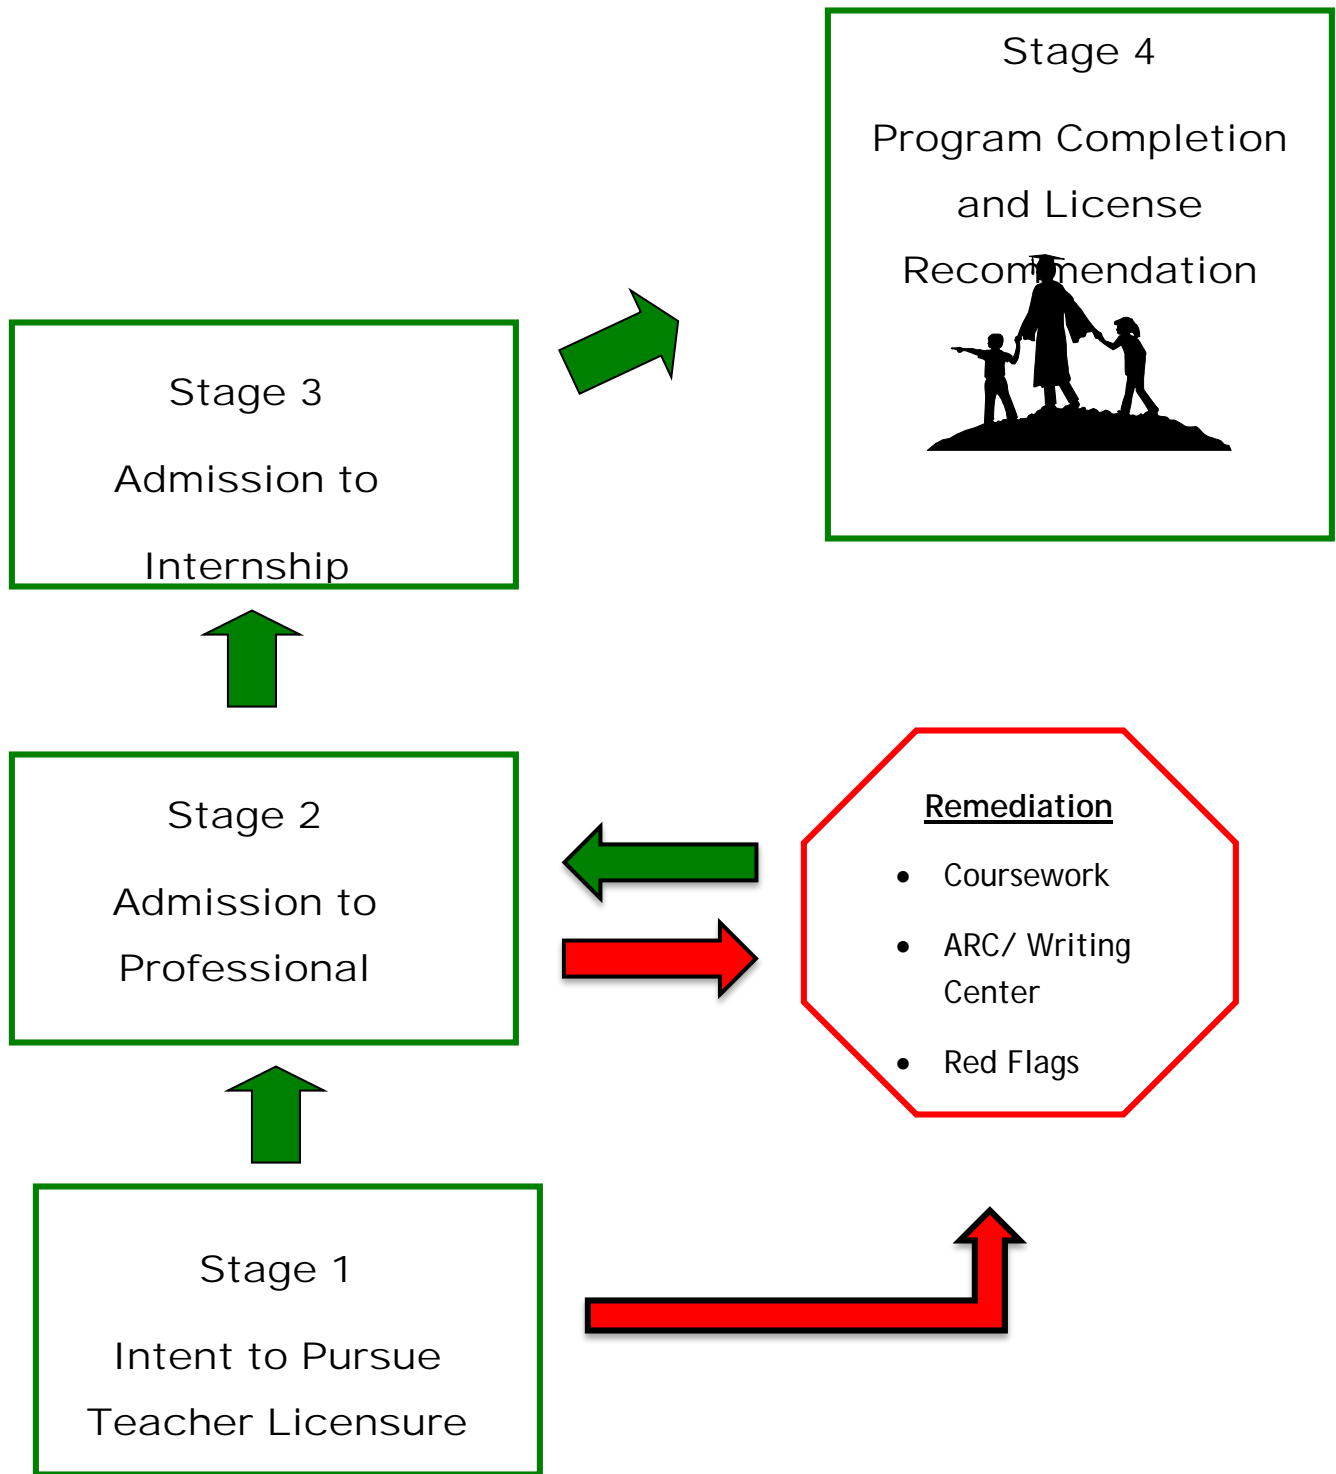 Stage 4
Program Completion
and License
Recommendation
Stage 3
Admission to
Internship
Stage 2
Admission to
Professional
Remediation
• Coursework
• ARC/ Writing
Center
• Red Flags
Stage 1
Intent to Pursue
Teacher Licensure